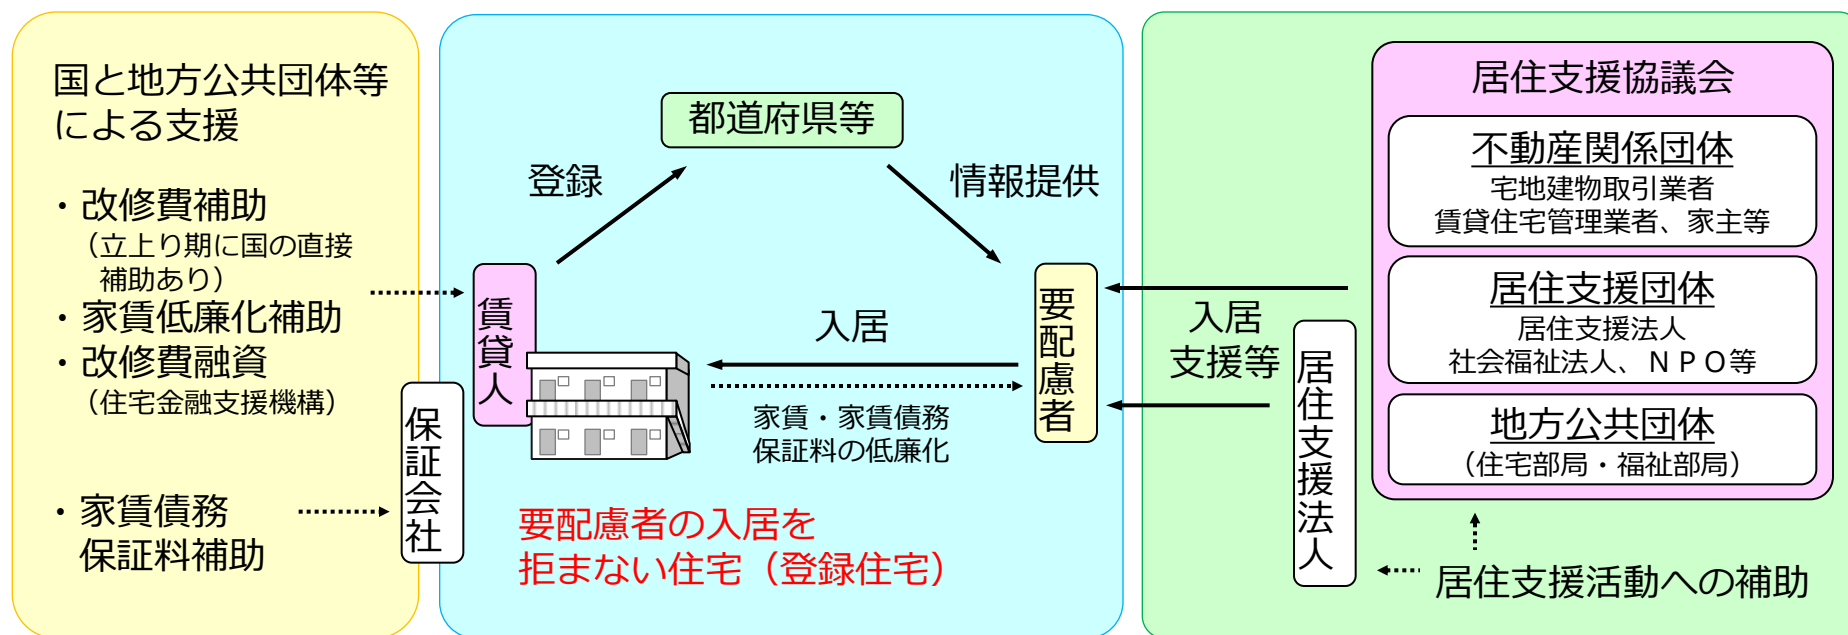 国と地方公共団体等
による支援
・改修費補助
（立上り期に国の直接
補助あり）
・家賃低廉化補助
・改修費融資
（住宅金融支援機構）
・家賃債務
保証料補助
保証会社
都道府県等
登録
情報提供
賃貸人
入居
家賃・家賃債務
保証料の低廉化
要配慮者
要配慮者の入居を
拒まない住宅（登録住宅）
入居
支援等
居住支援法人
居住支援協議会
不動産関係団体
宅地建物取引業者
賃貸住宅管理業者、家主等
居住支援団体
居住支援法人
社会福祉法人、ＮＰＯ等
地方公共団体
（住宅部局・福祉部局）
居住支援活動への補助